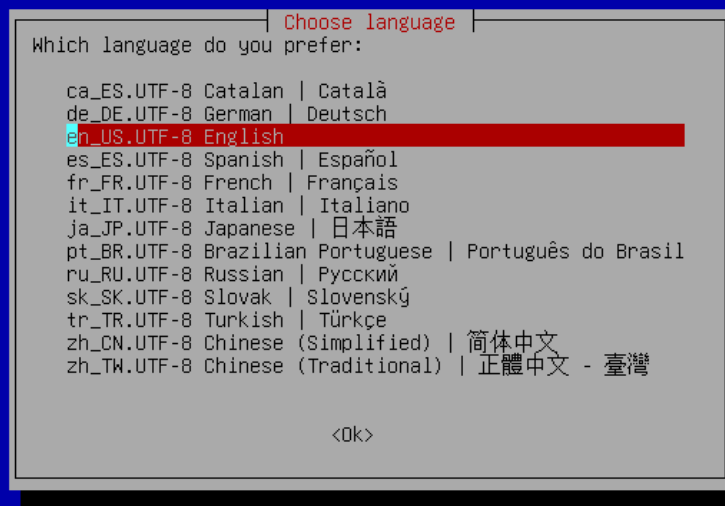 Choose language
Which language do you prefer:
ca_ES.UTF-8 Catalan | Català
de_DE.UTF-8 German | Deutsch
en_US.UTF-8 English
es_ES.UTF-8 Spanish | Español
fr_FR.UTF-8 French | Français
it_IT.UTF-8 Italian | Italiano
ja_JP.UTF-8 Japanese | 日本語
pt_BR.UTF-8 Brazilian Portuguese | Português do Brasil
ru_RU.UTF-8 Russian | Русский
sk_SK.UTF-8 Slovak | Slovenský
tr_TR.UTF-8 Turkish | Türkçe
zh_CN.UTF-8 Chinese (Simplified) | 简体中文
zh_TW.UTF-8 Chinese (Traditional) | 正體中文 - 臺灣
<Ok>